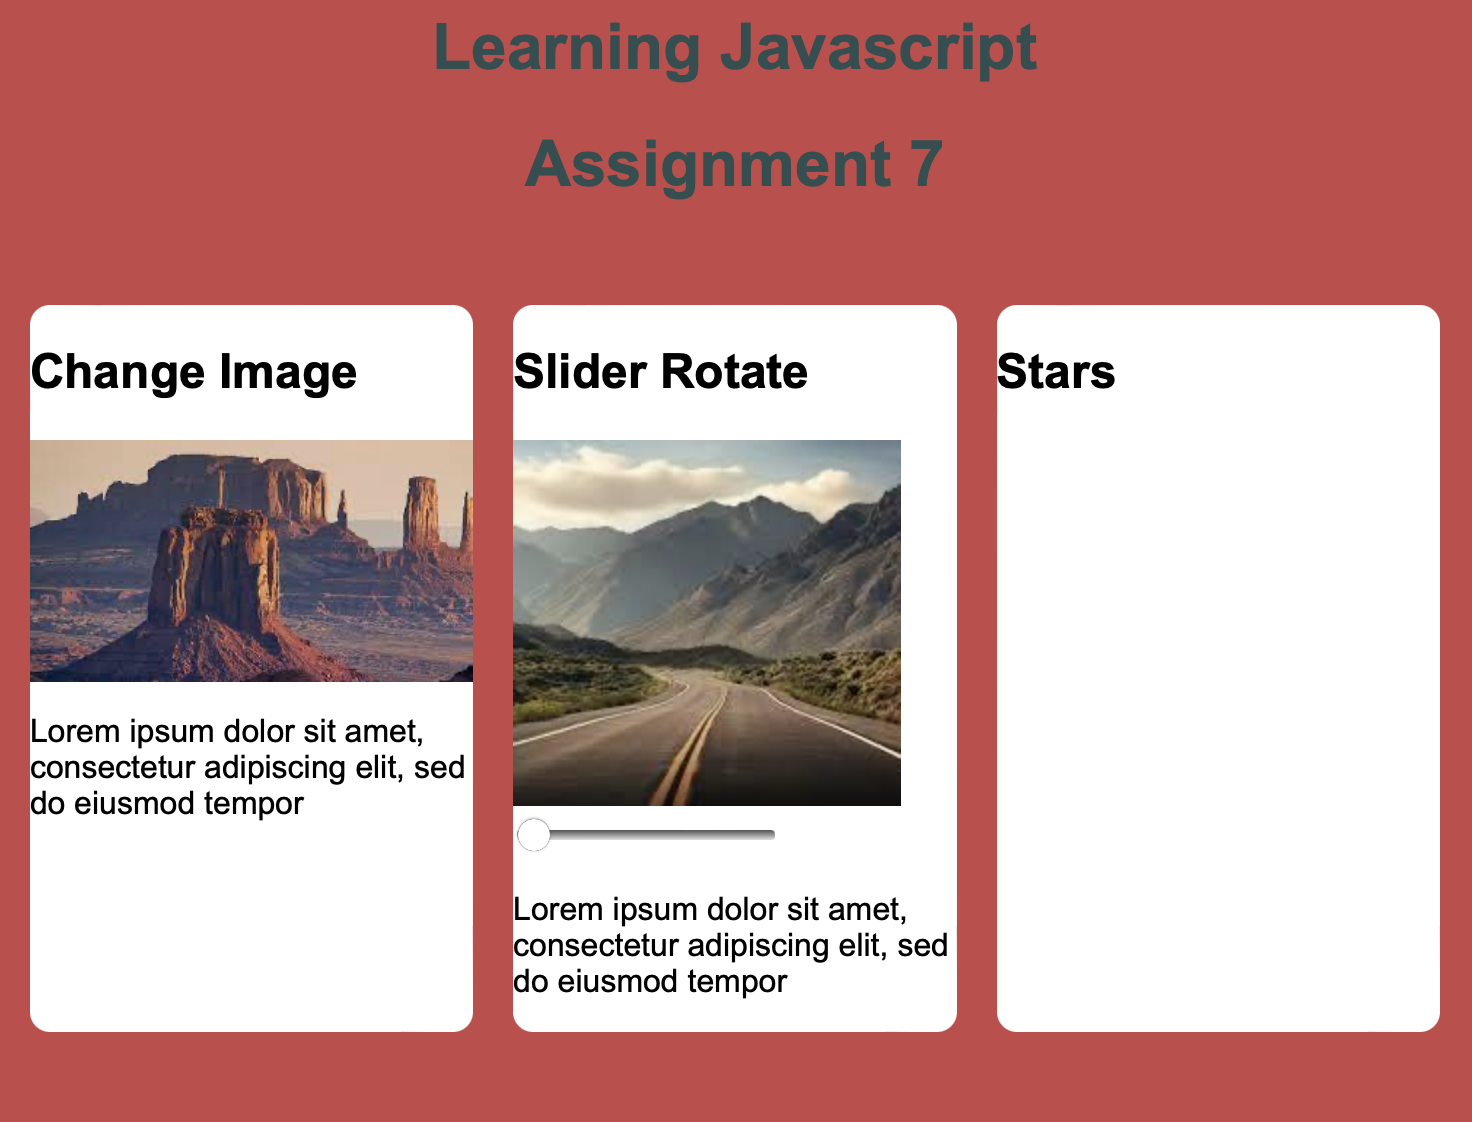 Learning Javascript
Assignment 7
Change Image
Lorem ipsum dolor sit amet,
consectetur adipiscing elit, sed
do eiusmod tempor
Slider Rotate
Lorem ipsum dolor sit amet,
consectetur adipiscing elit, sed
do eiusmod tempor
Stars